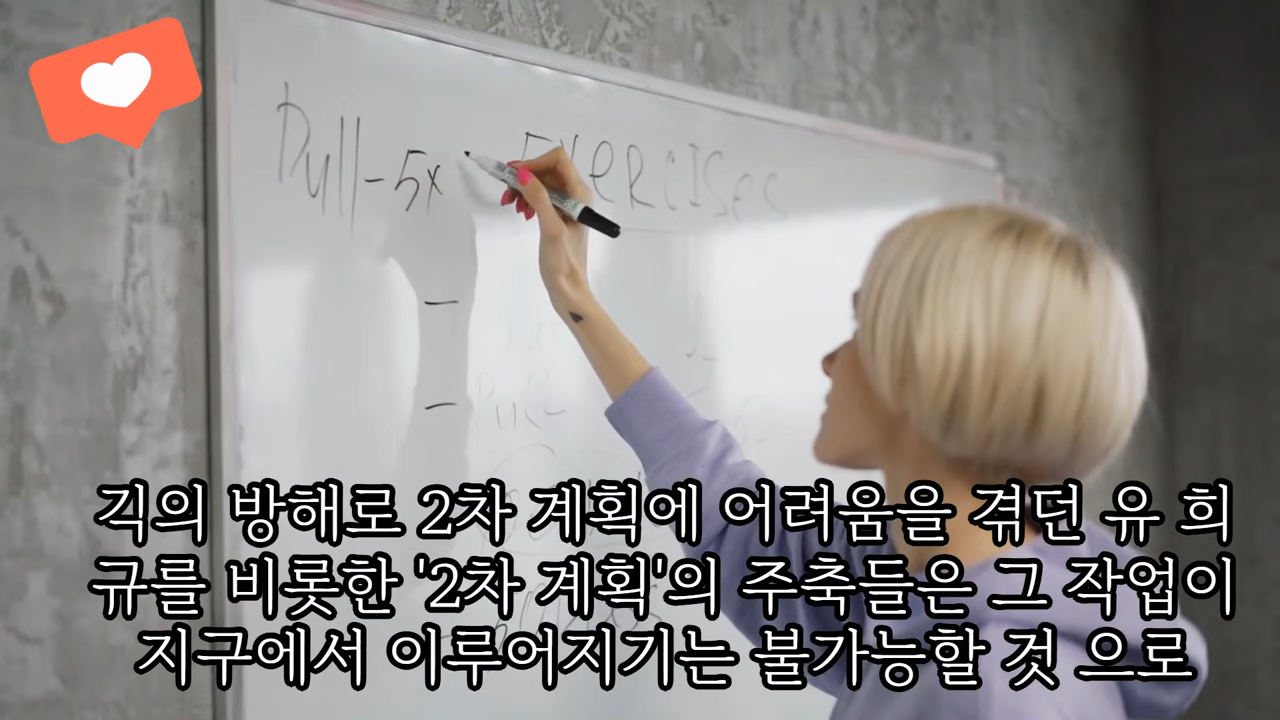 Pull-5x EXERCISES
긱의 방해로 2차 계획에 어려움을 겪던 유 희
규를 비롯한 '2차 계획'의 주축들은 그 작업이
지구에서 이루어지기는 불가능할 것 으로